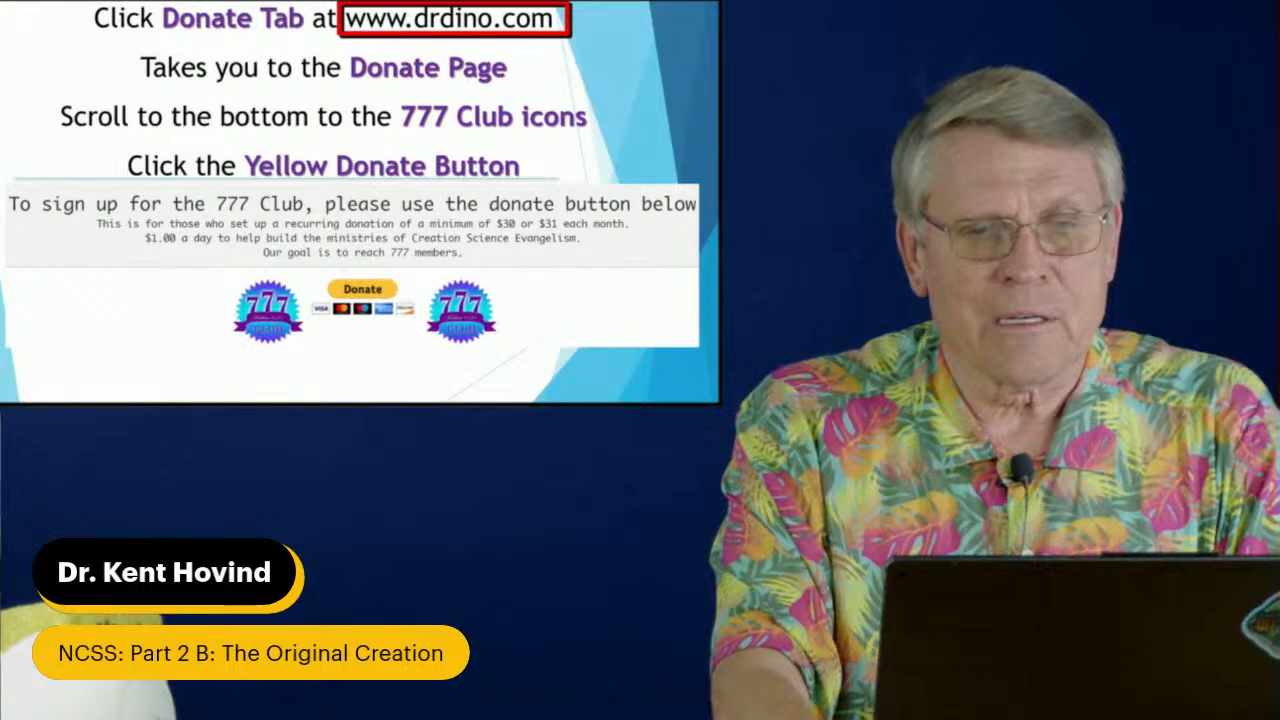 Click Donate Tab at www.drdino.com
Takes you to the Donate Page
Scroll to the bottom to the 777 Club icons
Click the Yellow Donate Button
To sign up for the 777 Club, please use the donate button below
This is for those who set up a recurring donation of a minimum of $30 or $31 each month.
$1.00 a day to help build the ministries of Creation Science Evangelism.
Our goal is to reach 777 members.
Donate
777
777
VISA
Dr. Kent Hovind
NCSS: Part 2 B: The Original Creation